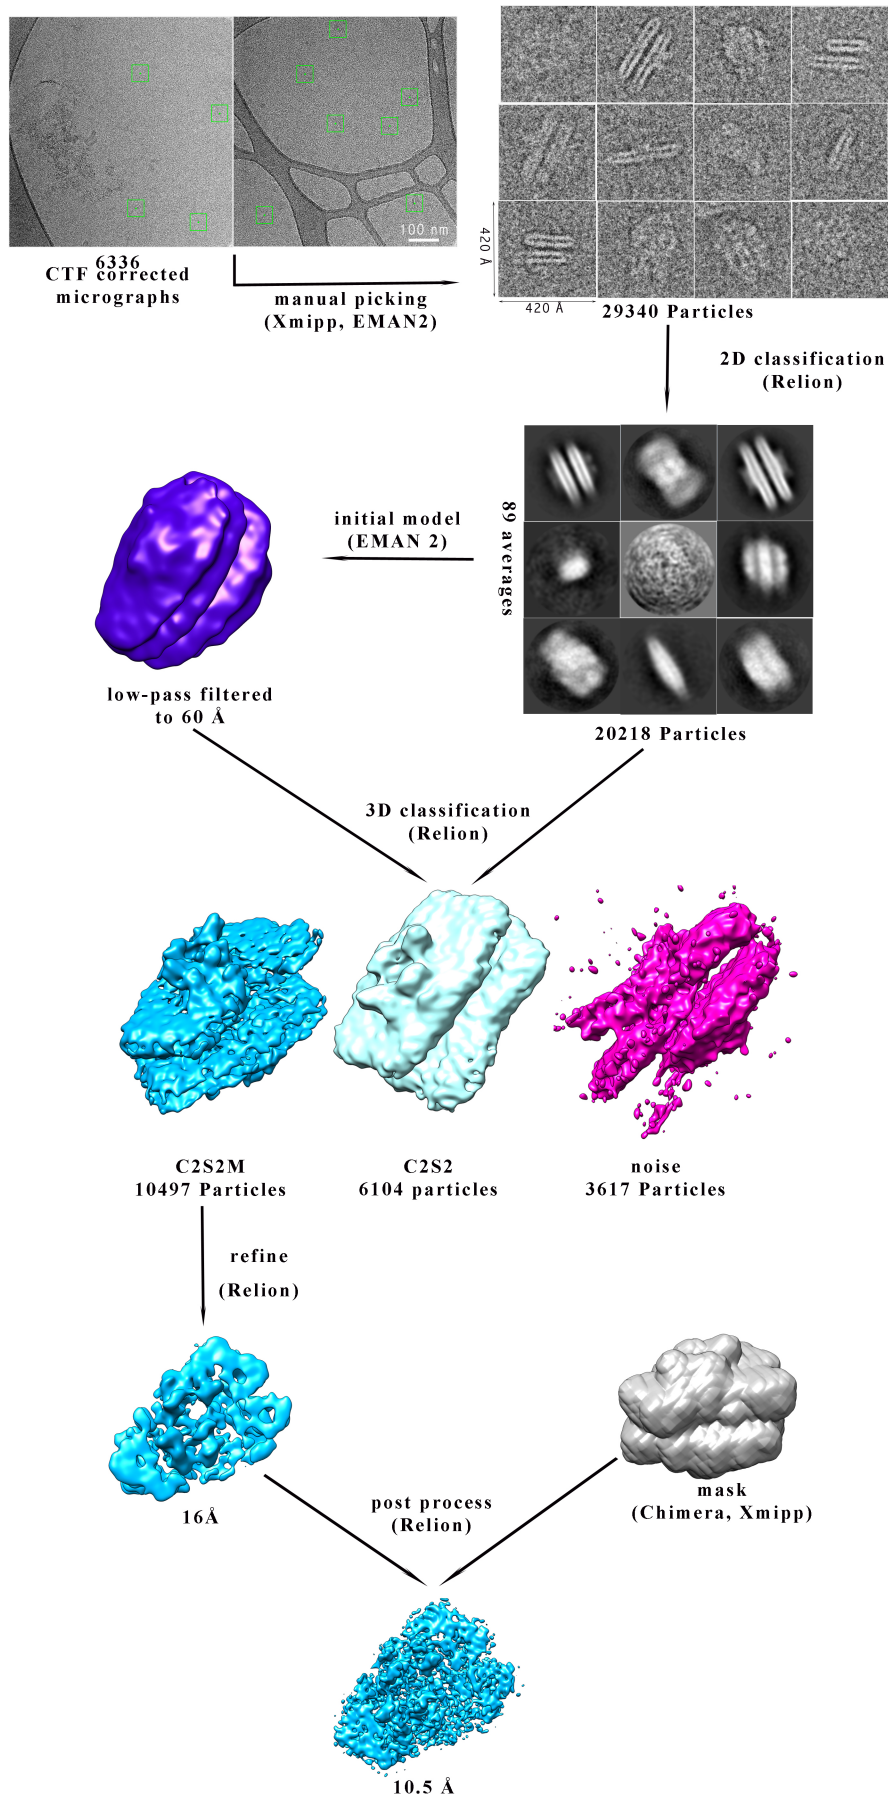 100 nm
6336
CTF corrected
micrographs
manual picking
(Xmipp, EMAN2)
420 Å
420 Å
29340 Particles
2D classification
(Relion)
89 averages
initial model
(EMAN 2)
low-pass filtered
to 60 Å
20218 Particles
3D classification
(Relion)
C2S2M
10497 Particles
C2S2
6104 particles
noise
3617 Particles
refine
(Relion)
16Å
mask
(Chimera, Xmipp)
post process
(Relion)
10.5 Å